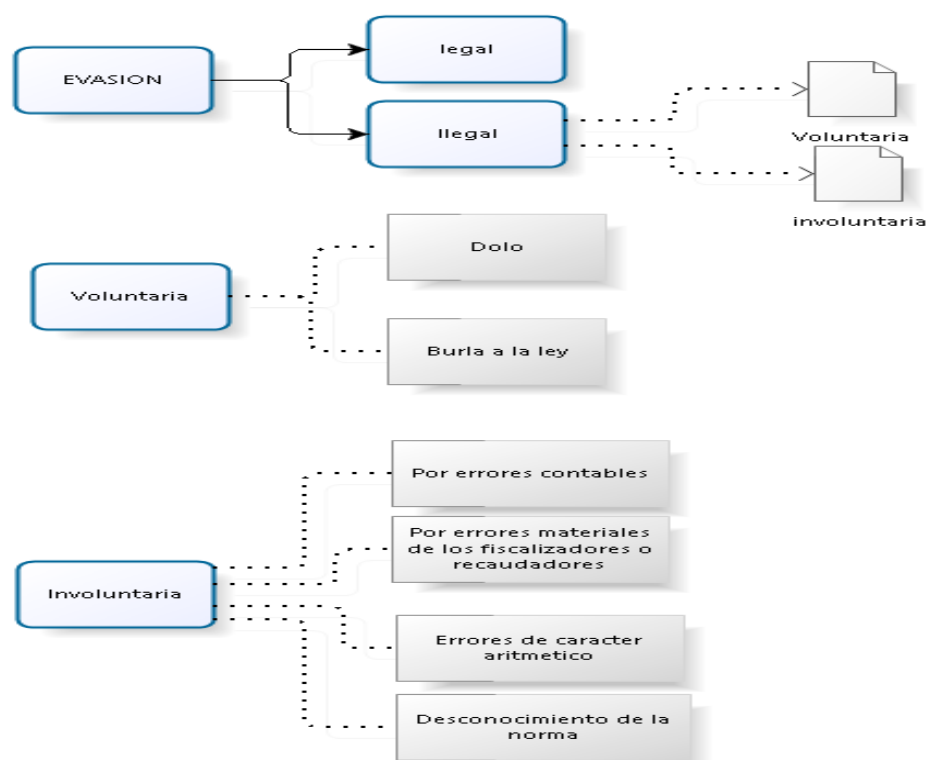 EVASION
legal
Ilegal
Voluntaria
involuntaria
Voluntaria
Dolo
Burla a la ley
Involuntaria
Por errores contables
Por errores materiales
de los fiscalizadores o
recaudadores
Errores de caracter
aritmetico
Desconocimiento de la
norma